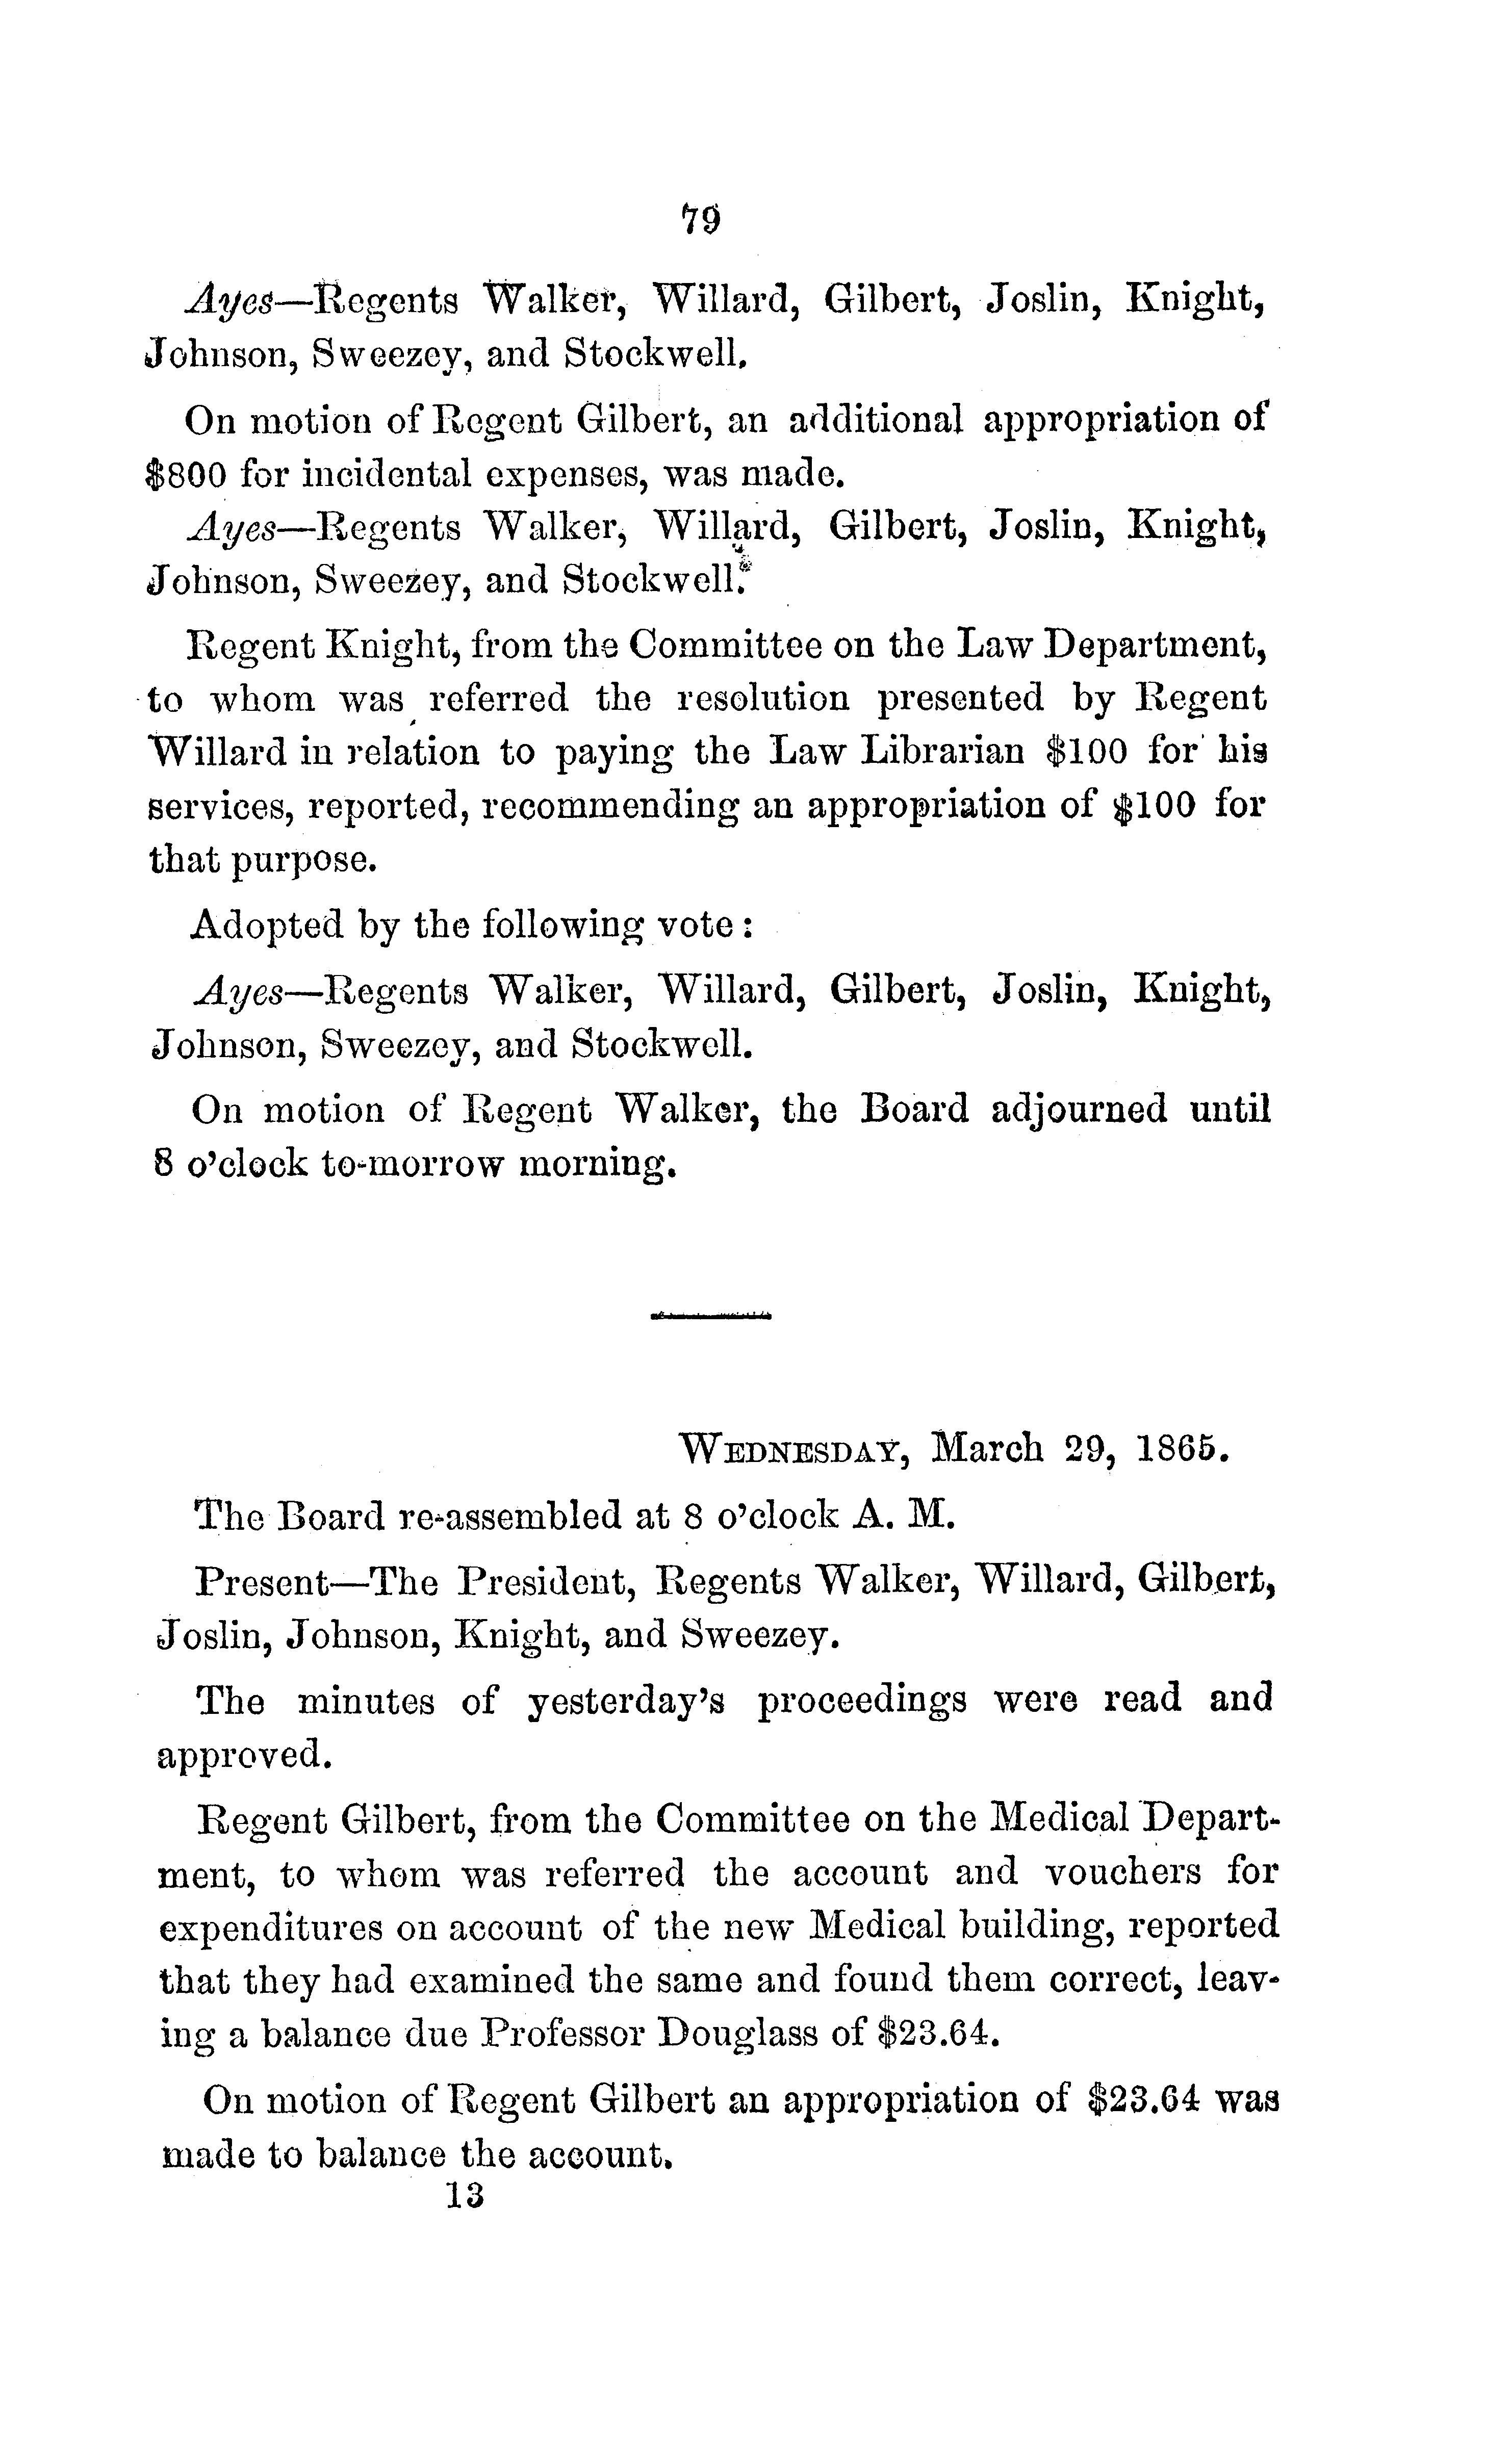 79
Ayes—Regents Walker, Willard, Gilbert, Joslin, Knight,
Johnson, Sweezey, and Stockwell.
On motion of Regent Gilbert, an additional appropriation of
$800 for incidental expenses, was made.
Ayes—Regents Walker, Willard, Gilbert, Joslin, Knight,
Johnson, Sweezey, and Stockwell.
Regent Knight, from the Committee on the Law Department,
to whom was referred the resolution presented by Regent
Willard in relation to paying the Law Librarian $100 for his
services, reported, recommending an appropriation of $100 for
that purpose.
Adopted by the following vote:
Ayes—Regents Walker, Willard, Gilbert, Joslin, Knight,
Johnson, Sweezey, and Stockwell.
On motion of Regent Walker, the Board adjourned until
8 o'clock to-morrow morning.
WEDNESDAY, March 29, 1865.
The Board re-assembled at 8 o'clock A. M.
Present—The President, Regents Walker, Willard, Gilbert,
Joslin, Johnson, Knight, and Sweezey.
The minutes of yesterday's proceedings were read and
approved.
Regent Gilbert, from the Committee on the Medical Depart-
ment, to whom was referred the account and vouchers for
expenditures on account of the new Medical building, reported
that they had examined the same and found them correct, leav-
ing a balance due Professor Douglass of $23.64.
On motion of Regent Gilbert an appropriation of $23.64 was
made to balance the account.
13